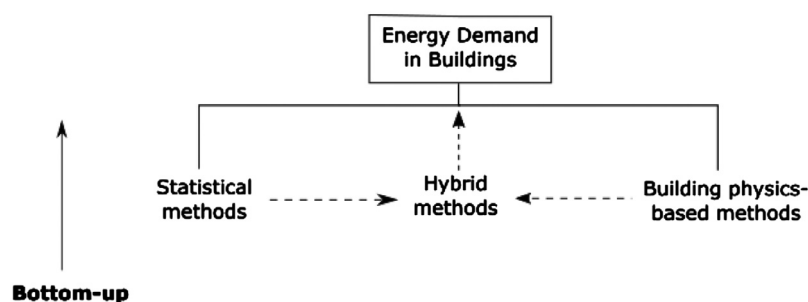 Energy Demand
in Buildings
Statistical
methods
Hybrid
methods
Building physics-
based methods
Bottom-up